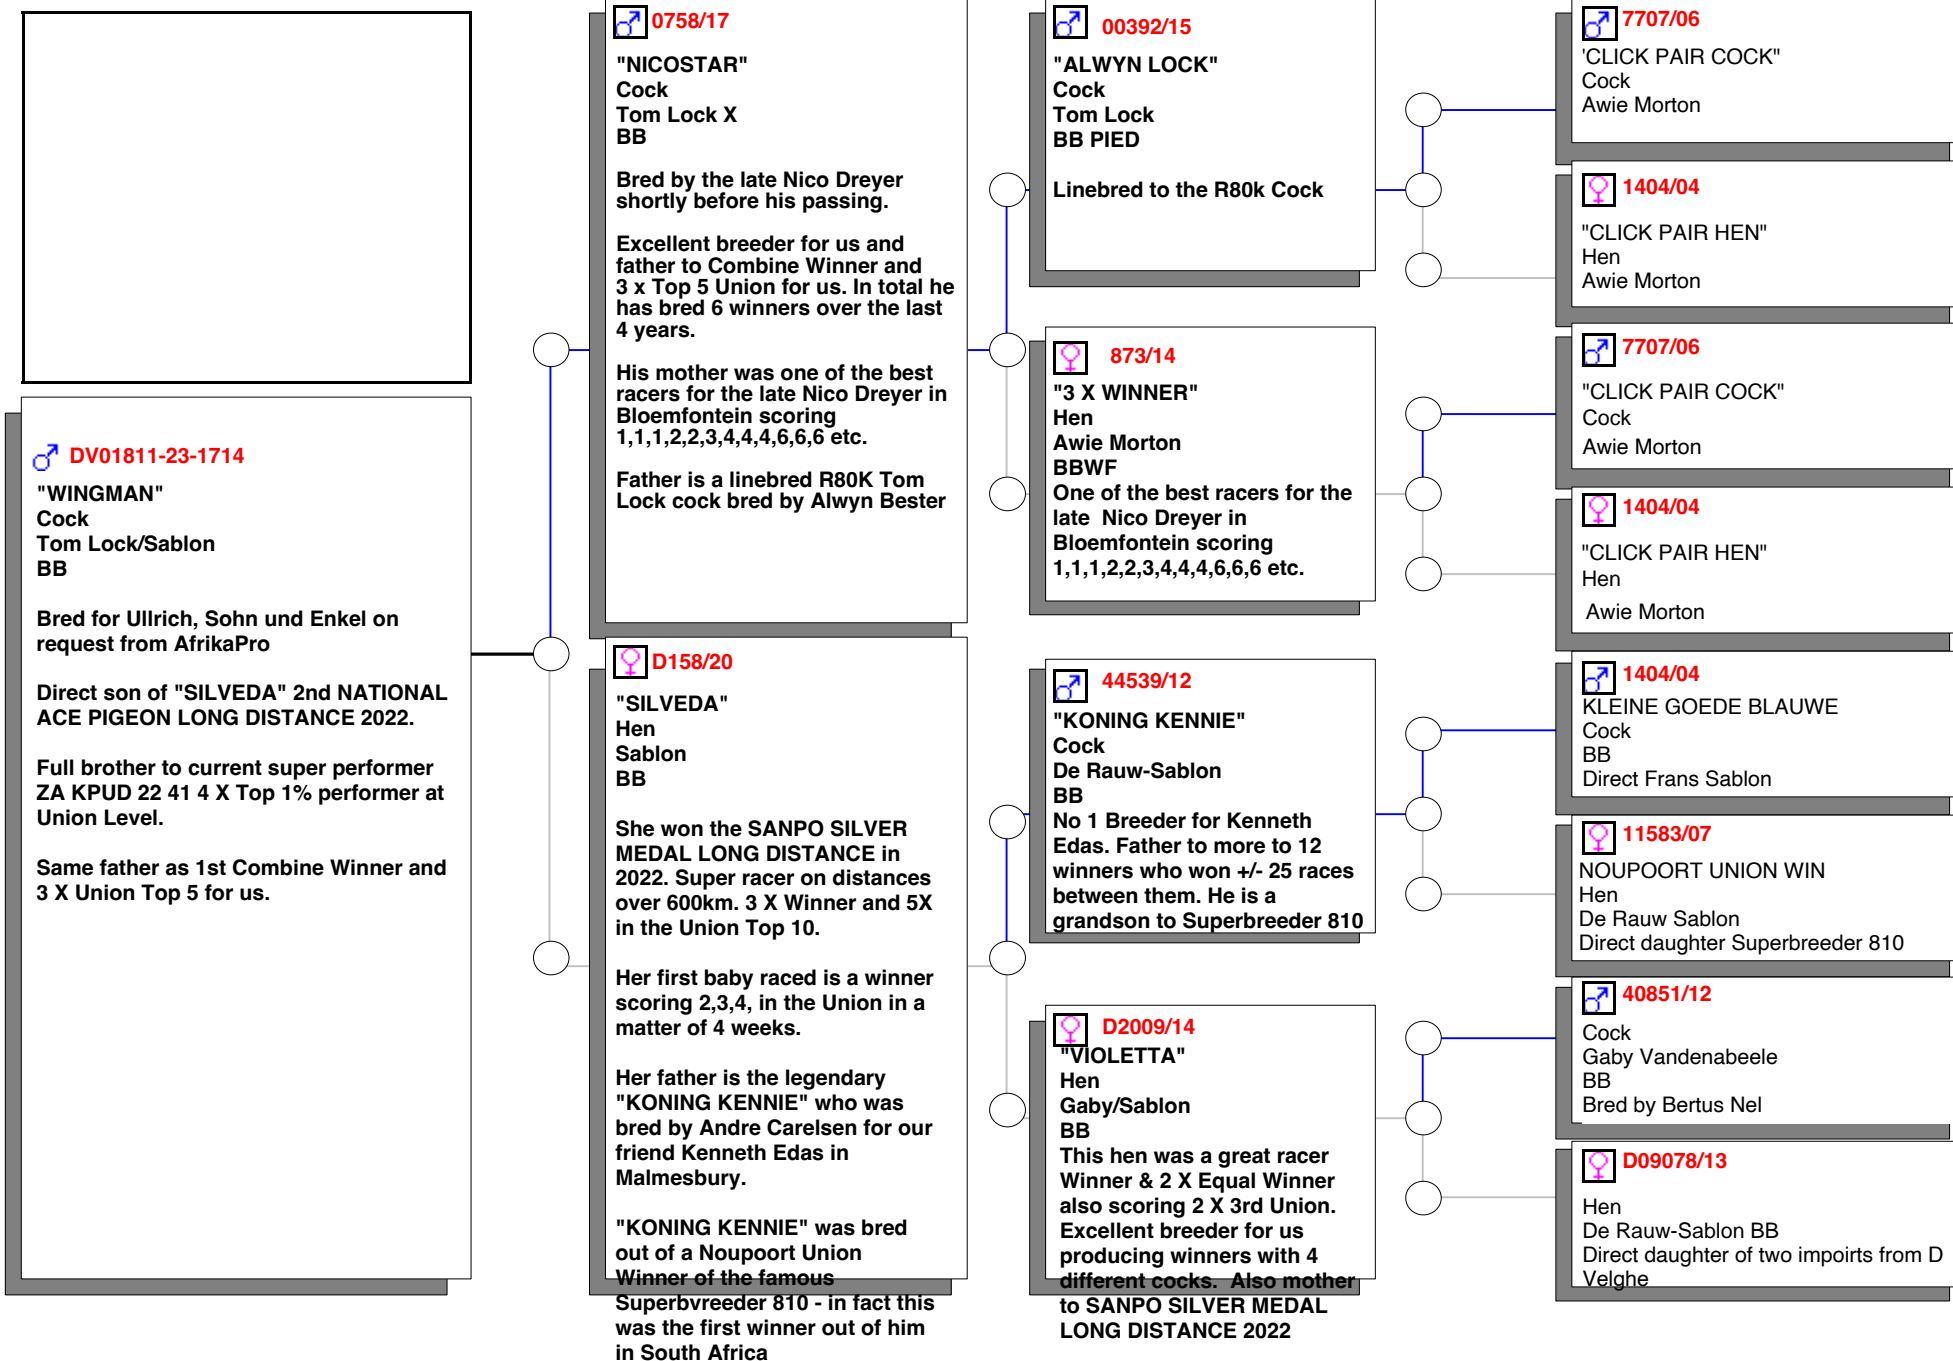 DV01811-23-1714
"WINGMAN"
Cock
Tom Lock/Sablon
BB
Bred for Ullrich, Sohn und Enkel on
request from AfrikaPro
Direct son of "SILVEDA" 2nd NATIONAL
ACE PIGEON LONG DISTANCE 2022.
Full brother to current super performer
ZA KPUD 22 41 4 X Top 1% performer at
Union Level.
Same father as 1st Combine Winner and
3 X Union Top 5 for us.
0758/17
"NICOSTAR"
Cock
Tom Lock X
BB
Bred by the late Nico Dreyer
shortly before his passing.
Excellent breeder for us and
father to Combine Winner and
3 x Top 5 Union for us. In total he
has bred 6 winners over the last
4 years.
His mother was one of the best
racers for the late Nico Dreyer in
Bloemfontein scoring
1,1,1,2,2,3,4,4,4,6,6,6 etc.
Father is a linebred R80K Tom
Lock cock bred by Alwyn Bester
D158/20
"SILVEDA"
Hen
Sablon
BB
She won the SANPO SILVER
MEDAL LONG DISTANCE in
2022. Super racer on distances
over 600km. 3 X Winner and 5X
in the Union Top 10.
Her first baby raced is a winner
scoring 2,3,4, in the Union in a
matter of 4 weeks.
Her father is the legendary
"KONING KENNIE" who was
bred by Andre Carelsen for our
friend Kenneth Edas in
Malmesbury.
"KONING KENNIE" was bred
out of a Noupoort Union
Winner of the famous
Superbvreeder 810 - in fact this
was the first winner out of him
in South Africa
00392/15
"ALWYN LOCK"
Cock
Tom Lock
BB PIED
Linebred to the R80k Cock
873/14
"3 X WINNER"
Hen
Awie Morton
BBWF
One of the best racers for the
late  Nico Dreyer in
Bloemfontein scoring
1,1,1,2,2,3,4,4,4,6,6,6 etc.
44539/12
"KONING KENNIE"
Cock
De Rauw-Sablon
BB
No 1 Breeder for Kenneth
Edas. Father to more to 12
winners who won +/- 25 races
between them. He is a
grandson to Superbreeder 810
D2009/14
"VIOLETTA"
Hen
Gaby/Sablon
BB
This hen was a great racer
Winner & 2 X Equal Winner
also scoring 2 X 3rd Union.
Excellent breeder for us
producing winners with 4
different cocks.  Also mother
to SANPO SILVER MEDAL
LONG DISTANCE 2022
7707/06
'CLICK PAIR COCK"
Cock
Awie Morton
1404/04
"CLICK PAIR HEN"
Hen
Awie Morton
7707/06
"CLICK PAIR COCK"
Cock
Awie Morton
1404/04
"CLICK PAIR HEN"
Hen
Awie Morton
1404/04
KLEINE GOEDE BLAUWE
Cock
BB
Direct Frans Sablon
11583/07
NOUPOORT UNION WIN
Hen
De Rauw Sablon
Direct daughter Superbreeder 810
40851/12
Cock
Gaby Vandenabeele
BB
Bred by Bertus Nel
D09078/13
Hen
De Rauw-Sablon BB
Direct daughter of two impoirts from D
Velghe